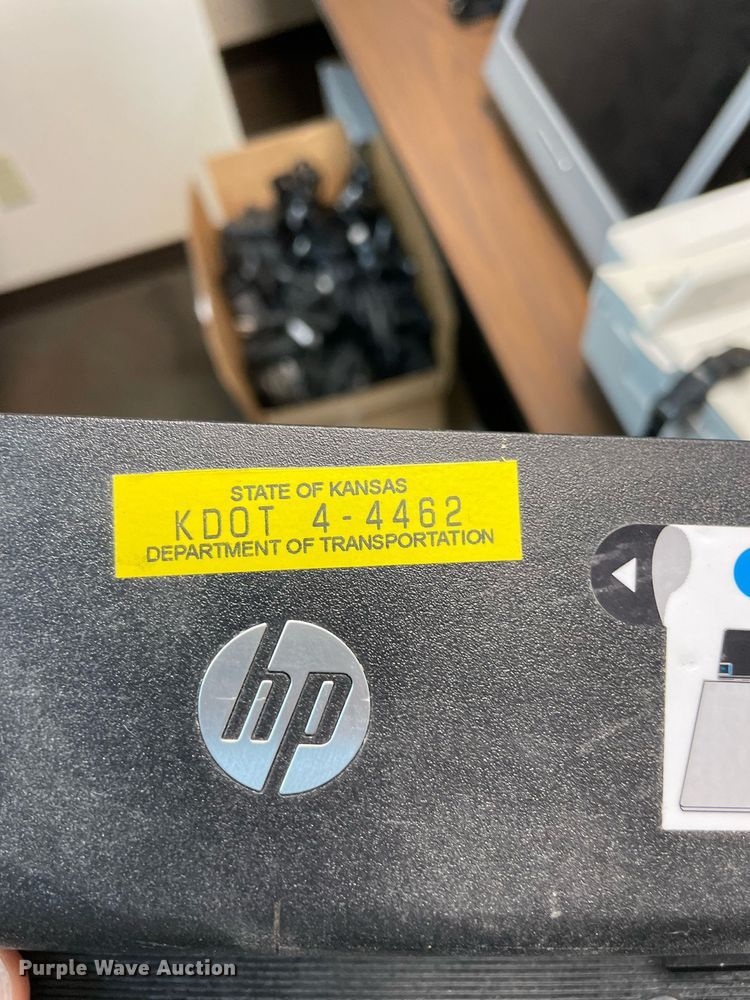 STATE OF KANSAS
KDOT 4-4462
DEPARTMENT OF TRANSPORTATION
hp
Purple Wave Auction